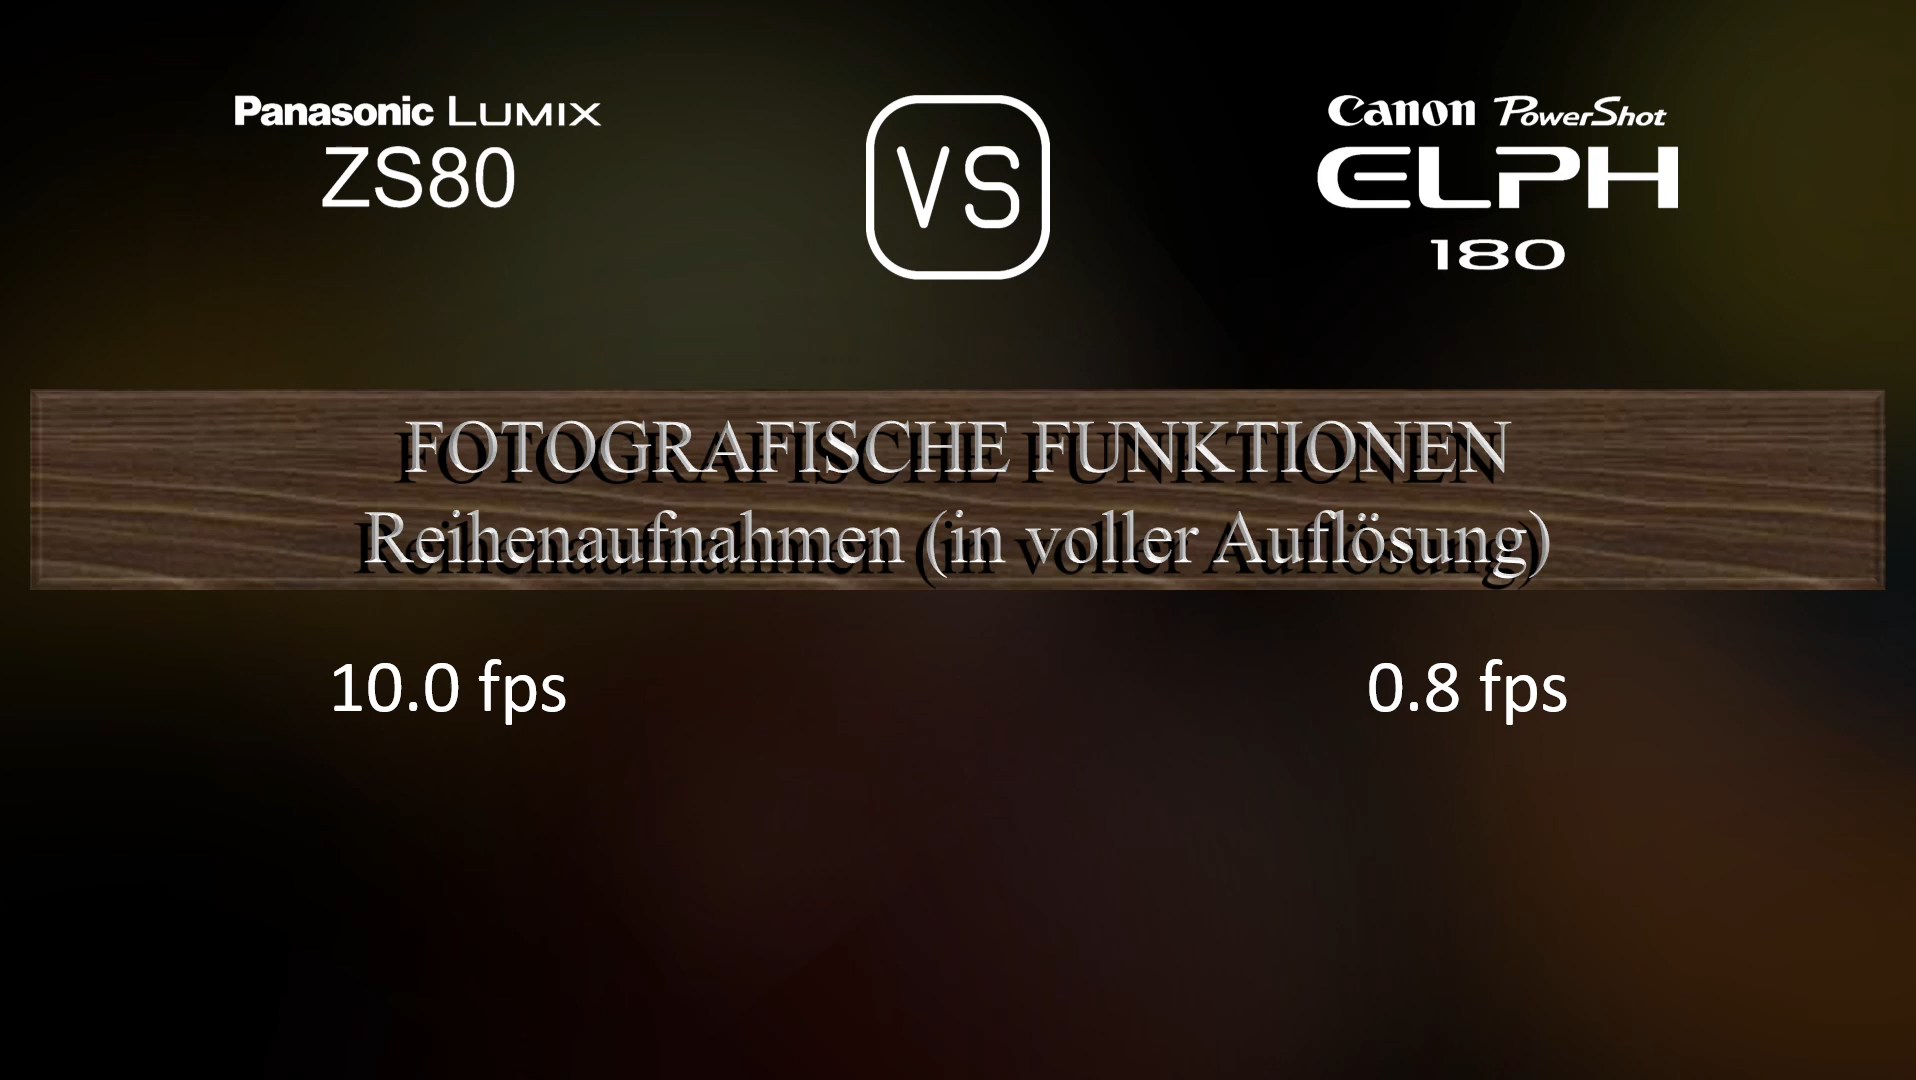 Panasonic LUMIX
ZS80
VS
Canon PowerShot
ELPH
180
FOTOGRAFISCHE FUNKTIONEN
Reihenaufnahmen (in voller Auflösung)
10.0 fps
0.8 fps